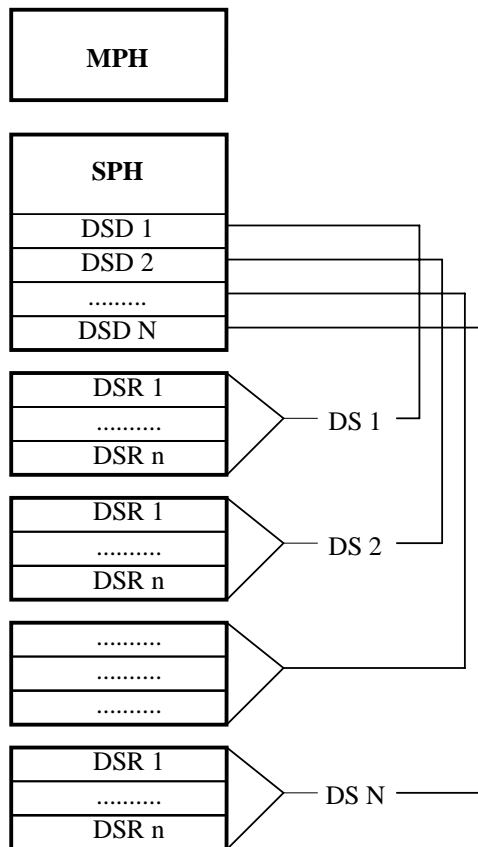 MPH
SPH
DSD 1
DSD 2
.........
DSD N
DSR 1
..........
DSR n
DS 1
DSR 1
..........
DSR n
DS 2
..........
..........
..........
DSR 1
..........
DSR n
DS N